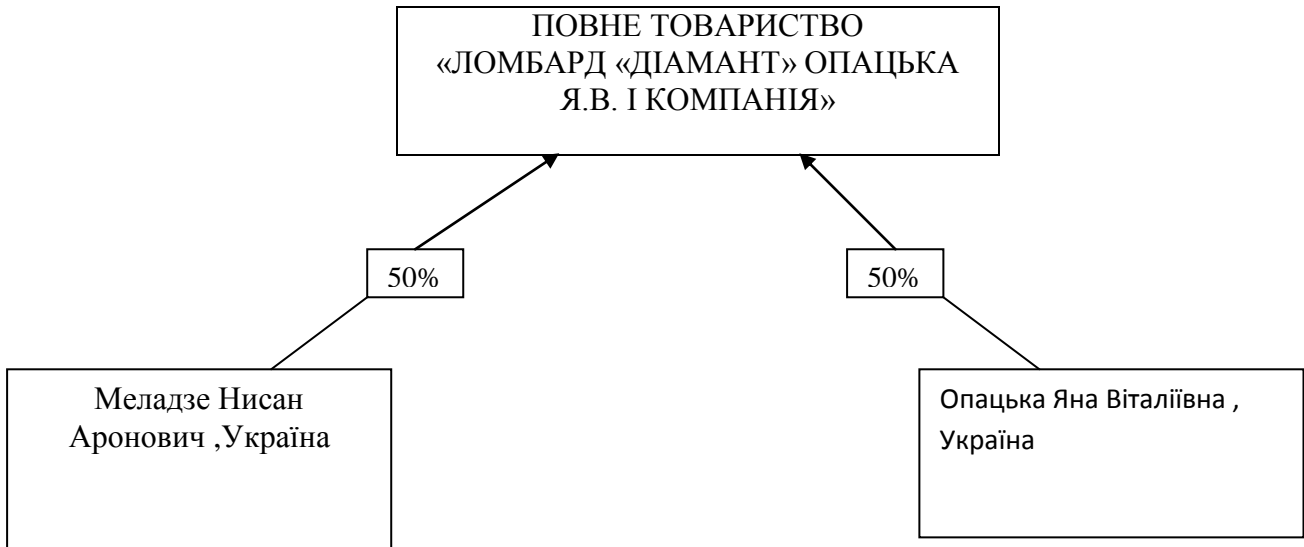 ПОВНЕ ТОВАРИСТВО
«ЛОМБАРД «ДІАМАНТ» ОПАЦЬКА
Я.В. І КОМПАНІЯ»
50%
50%
Меладзе Нисан
Аронович ,Україна
Опацька Яна Віталіївна ,
Україна